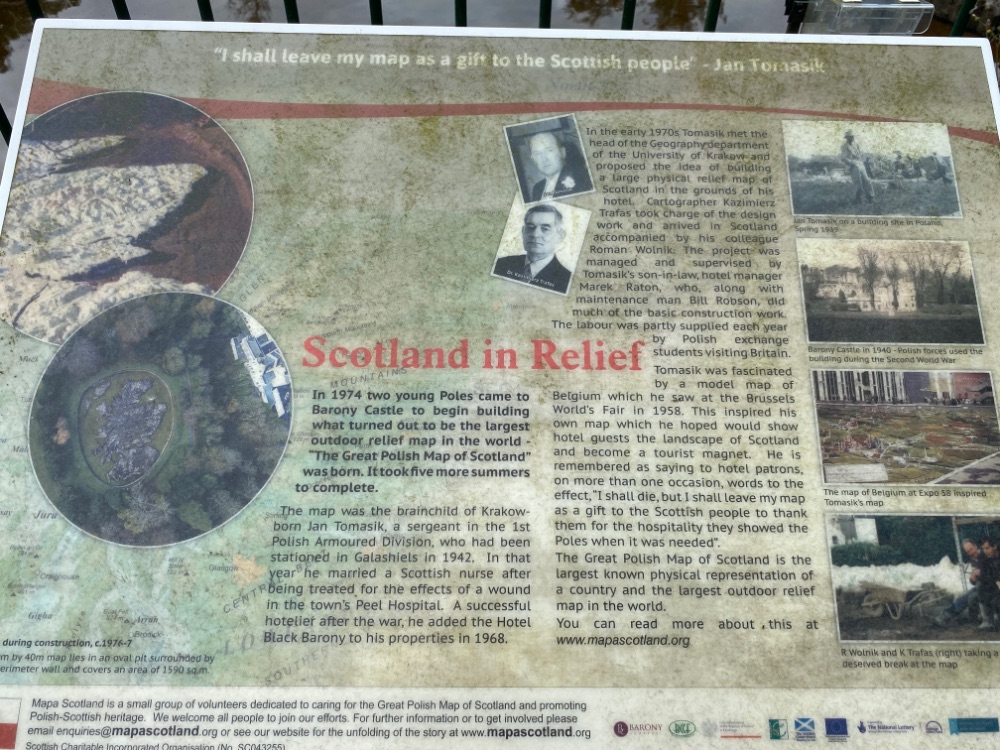 "I shall leave my map as a gift to the Scottish people" - Jan Tomasik
Scotland in Relief
In 1974 two young Poles came to
Barony Castle to begin building
what turned out to be the largest
outdoor relief map in the world -
"The Great Polish Map of Scotland"
was born. It took five more summers
to complete.
The map was the brainchild of Krakow-
born Jan Tomasik, a sergeant in the 1st
Polish Armoured Division, who had been
stationed in Galashiels in 1942. In that
year he married a Scottish nurse after
being treated for the effects of a wound
in the town's Peel Hospital. A successful
hotelier after the war, he added the Hotel
Black Barony to his properties in 1968.
In the early 1970s Tomasik met the
head of the Geography department
of the University of Krakow and
proposed the idea of building
a large physical relief map of
Scotland in the grounds of his
hotel. Cartographer Kazimierz
Trafas took charge of the design
work and arrived in Scotland
accompanied by his colleague
Roman Wolnik. The project was
managed and supervised by
Tomasik's son-in-law, hotel manager
Marek Raton, who, along with
maintenance man Bill Robson, did
much of the basic construction work.
The labour was partly supplied each year
by Polish exchange
students visiting Britain.
Tomasik was fascinated
by a model map of
Belgium which he saw at the Brussels
World's Fair in 1958. This inspired his
own map which he hoped would show
hotel guests the landscape of Scotland
and become a tourist magnet. He is
remembered as saying to hotel patrons,
on more than one occasion, words to the
effect, "I shall die, but I shall leave my map
as a gift to the Scottish people to thank
them for the hospitality they showed the
Poles when it was needed".
The Great Polish Map of Scotland is the
largest known physical representation of
a country and the largest outdoor relief
map in the world.
You can read more about , this at
www.mapascotland.org
Jan Tomasik on a building site in Poland,
Spring 1939
Barony Castle in 1940 - Polish forces used the
building during the Second World War
The map of Belgium at Expo 58 inspired
Tomasik's map
R Wolnik and K Trafas (right) taking a
deserved break at the map
MOUNTAINS
Jura
Gigha
Arran
Brodick
Glasgow
during construction, c.1976-7
m by 40m map lies in an oval pit surrounded by
erimeter wall and covers an area of 1590 sq.m.
Mapa Scotland is a small group of volunteers dedicated to caring for the Great Polish Map of Scotland and promoting
Polish-Scottish heritage. We welcome all people to join our efforts. For further information or to get involved please
email enquiries@mapascotland.org or see our website for the unfolding of the story at www.mapascotland.org
Scottish Charitable Incorporated Organisation (No. SC043255)
BARONY
The National Lottery